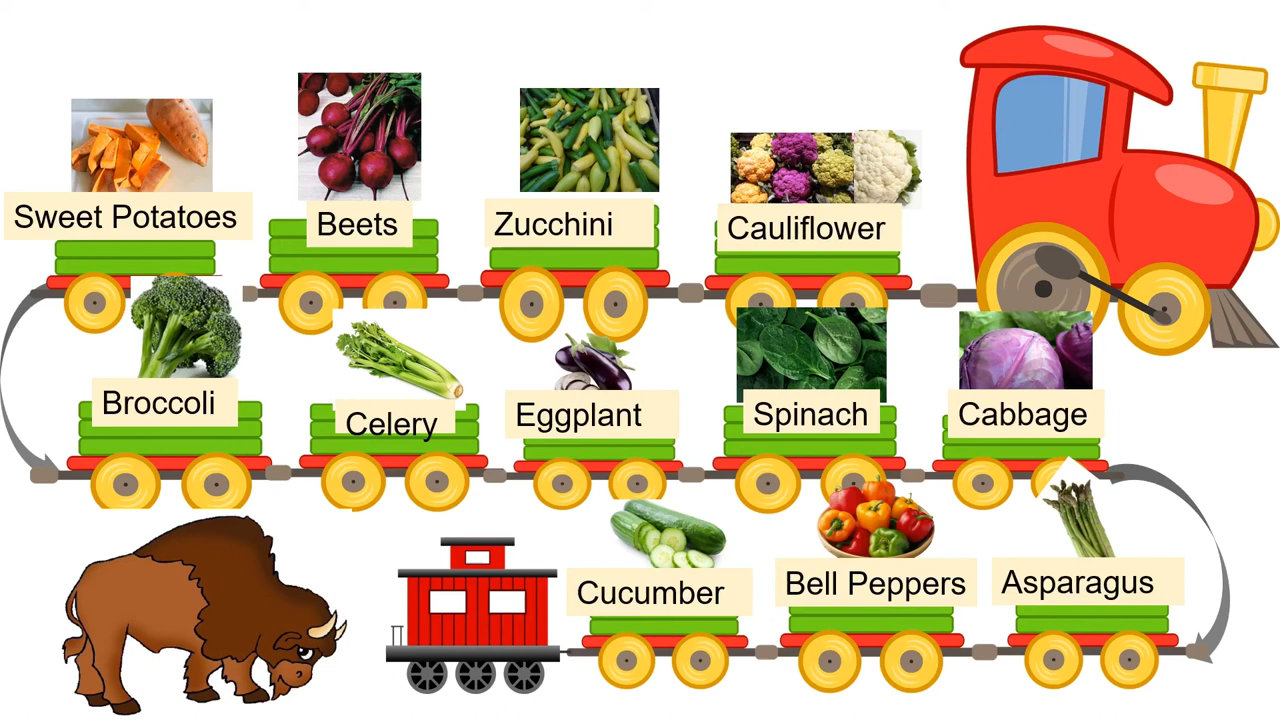 Sweet Potatoes
Beets
Zucchini
Cauliflower
Broccoli
Celery
Eggplant
Spinach
Cabbage
Cucumber
Bell Peppers
Asparagus